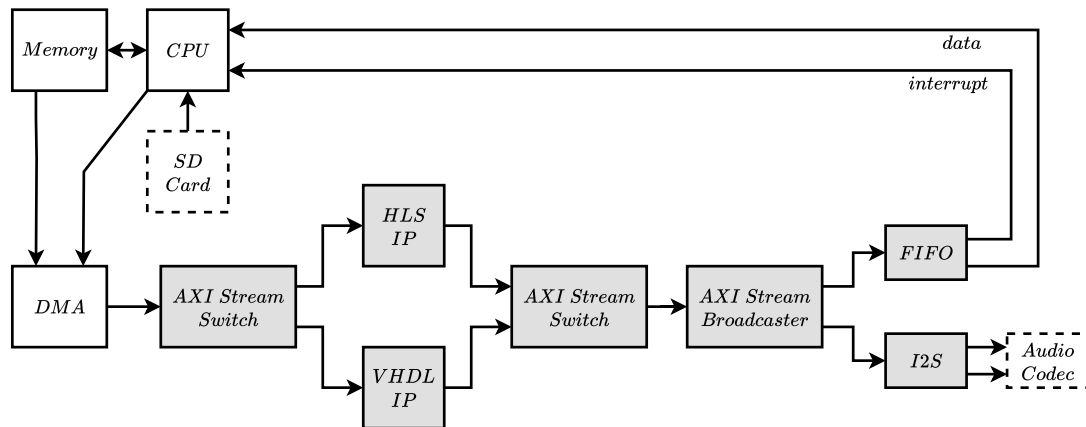 Memory
CPU
data
interrupt
SD
Card
HLS
IP
FIFO
DMA
AXI Stream
Switch
AXI Stream
Switch
AXI Stream
Broadcaster
VHDL
IP
I2S
Audio
Codec